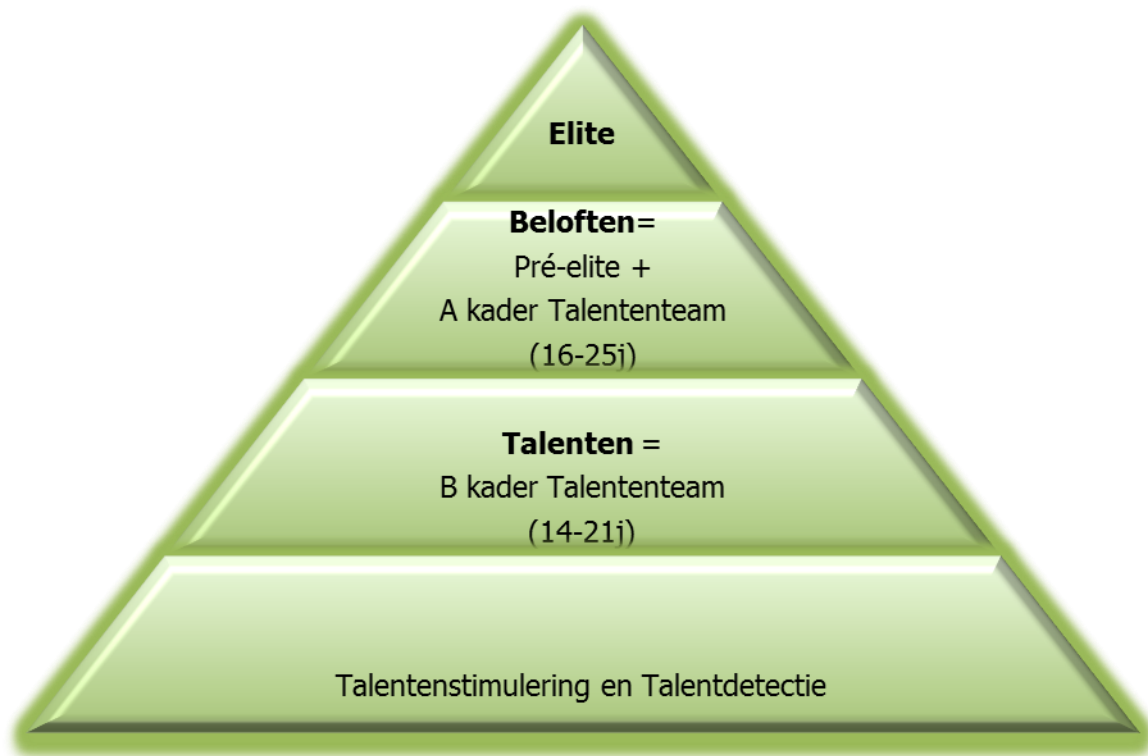 Elite
Beloften=
Pré-elite +
A kader Talententeam
(16-25j)
Talenten =
B kader Talententeam
(14-21j)
Talentenstimulering en Talentdetectie